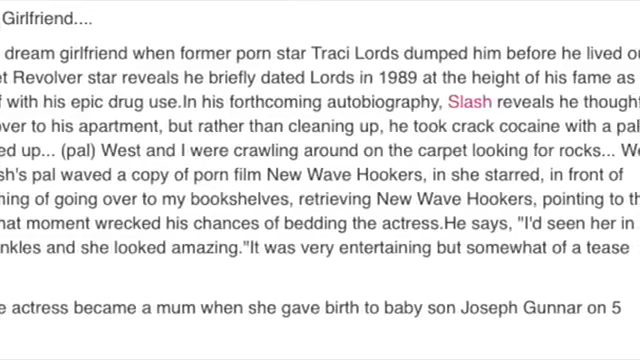 Girlfriend....
dream girlfriend when former porn star Traci Lords dumped him before he lived ou
et Revolver star reveals he briefly dated Lords in 1989 at the height of his fame as
f with his epic drug use.In his forthcoming autobiography, Slash reveals he though
over to his apartment, but rather than cleaning up, he took crack cocaine with a pal
ed up... (pal) West and I were crawling around on the carpet looking for rocks... We
sh's pal waved a copy of porn film New Wave Hookers, in she starred, in front of
ning of going over to my bookshelves, retrieving New Wave Hookers, pointing to th
hat moment wrecked his chances of bedding the actress.He says, "I'd seen her in
nkles and she looked amazing."It was very entertaining but somewhat of a tease
e actress became a mum when she gave birth to baby son Joseph Gunnar on 5